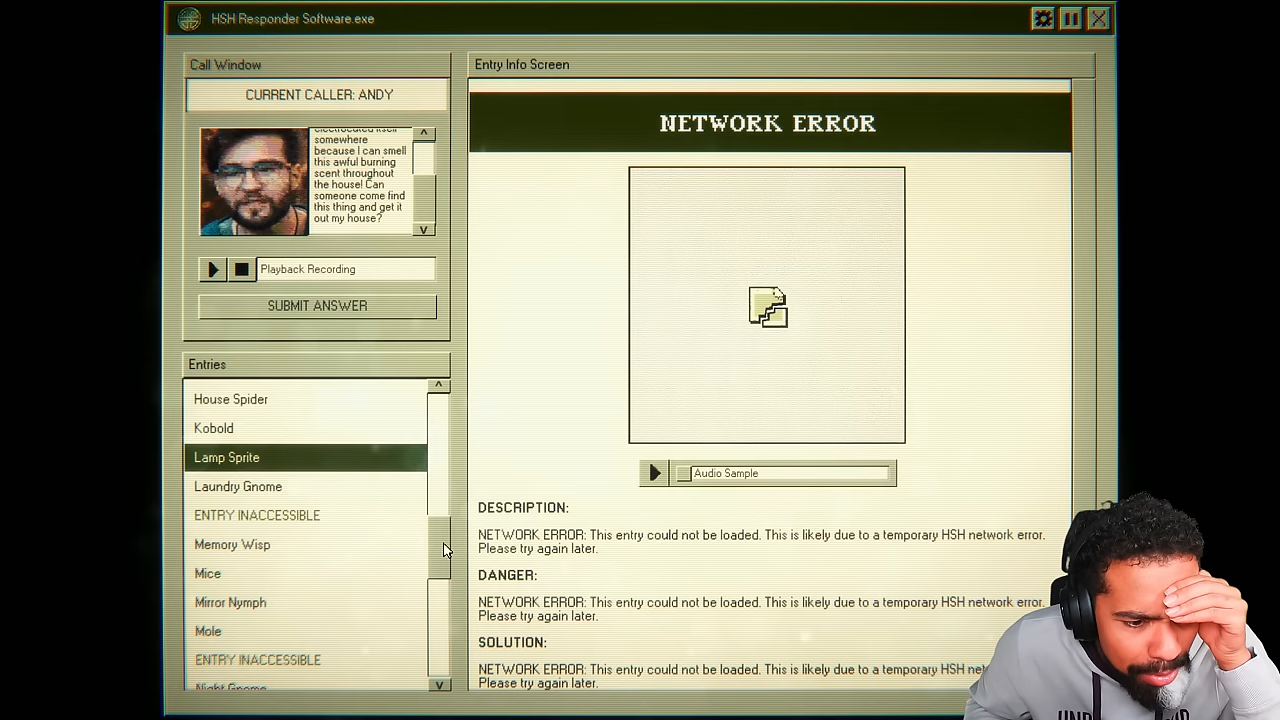 HSH Responder Software.exe
Call Window
CURRENT CALLER: ANDY
somewhere
because I can smell
this awful burning
scent throughout
the house! Can
someone come find
this thing and get it
out my house?
Playback Recording
SUBMIT ANSWER
Entries
House Spider
Kobold
Lamp Sprite
Laundry Gnome
ENTRY INACCESSIBLE
Memory Wisp
Mice
Mirror Nymph
Mole
ENTRY INACCESSIBLE
Night Gnome
Entry Info Screen
NETWORK ERROR
Audio Sample
DESCRIPTION:
NETWORK ERROR: This entry could not be loaded. This is likely due to a temporary HSH network error.
Please try again later.
DANGER:
NETWORK ERROR: This entry could not be loaded. This is likely due to a temporary HSH network error.
Please try again later.
SOLUTION:
NETWORK ERROR: This entry could not be loaded. This is likely due to a temporary HSH
Please try again later.